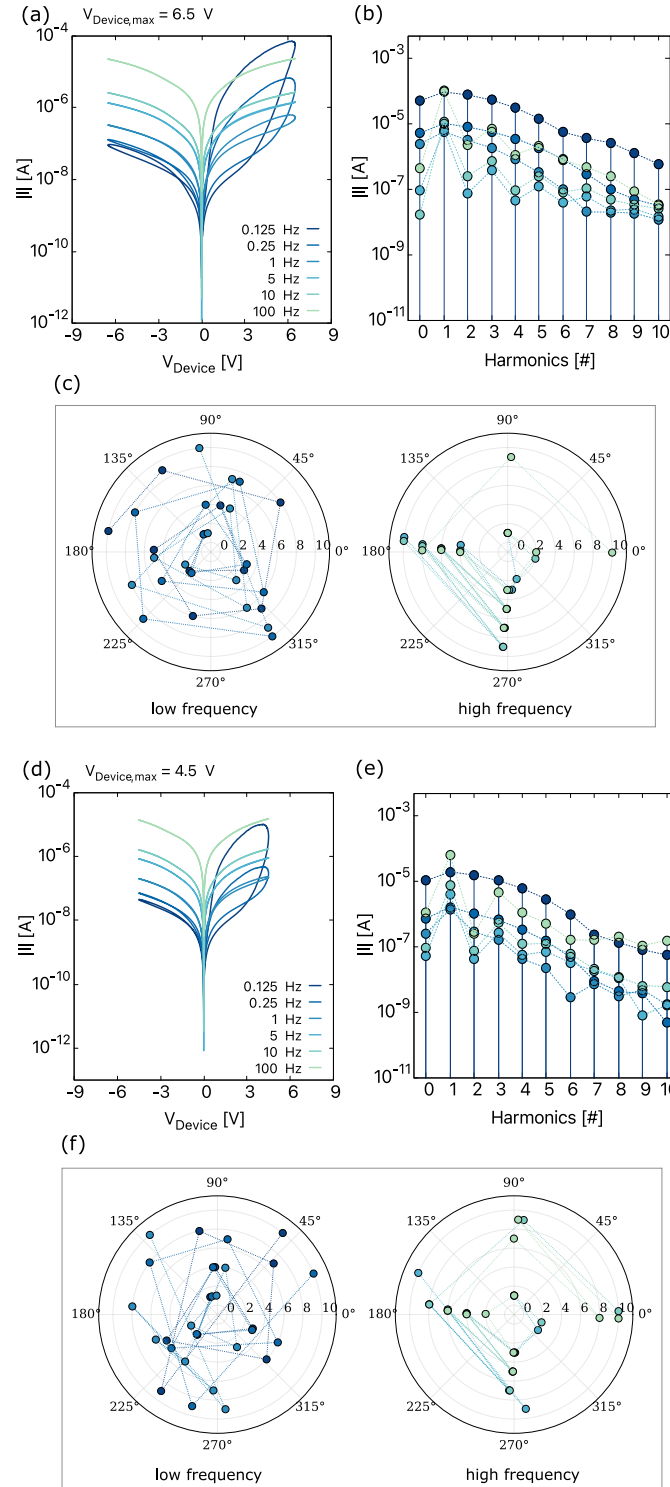 (a)
V_Device,max = 6.5 V
(b)
10^-4
10^-6
10^-8
10^-10
10^-12
|I| [A]
0.125 Hz
0.25 Hz
1 Hz
5 Hz
10 Hz
100 Hz
-9 -6 -3 0 3 6 9
V_Device [V]
10^-3
10^-5
10^-7
10^-9
10^-11
|I| [A]
0 1 2 3 4 5 6 7 8 9 10
Harmonics [#]
(c)
90°
135° 45°
180° 0 2 4 6 8 10 0°
225° 315°
270°
low frequency
90°
135° 45°
180° 0 2 4 6 8 10 0°
225° 315°
270°
high frequency
(d)
V_Device,max = 4.5 V
(e)
10^-4
10^-6
10^-8
10^-10
10^-12
|I| [A]
0.125 Hz
0.25 Hz
1 Hz
5 Hz
10 Hz
100 Hz
-9 -6 -3 0 3 6 9
V_Device [V]
10^-3
10^-5
10^-7
10^-9
10^-11
|I| [A]
0 1 2 3 4 5 6 7 8 9 10
Harmonics [#]
(f)
90°
135° 45°
180° 0 2 4 6 8 10 0°
225° 315°
270°
low frequency
90°
135° 45°
180° 0 2 4 6 8 10 0°
225° 315°
270°
high frequency